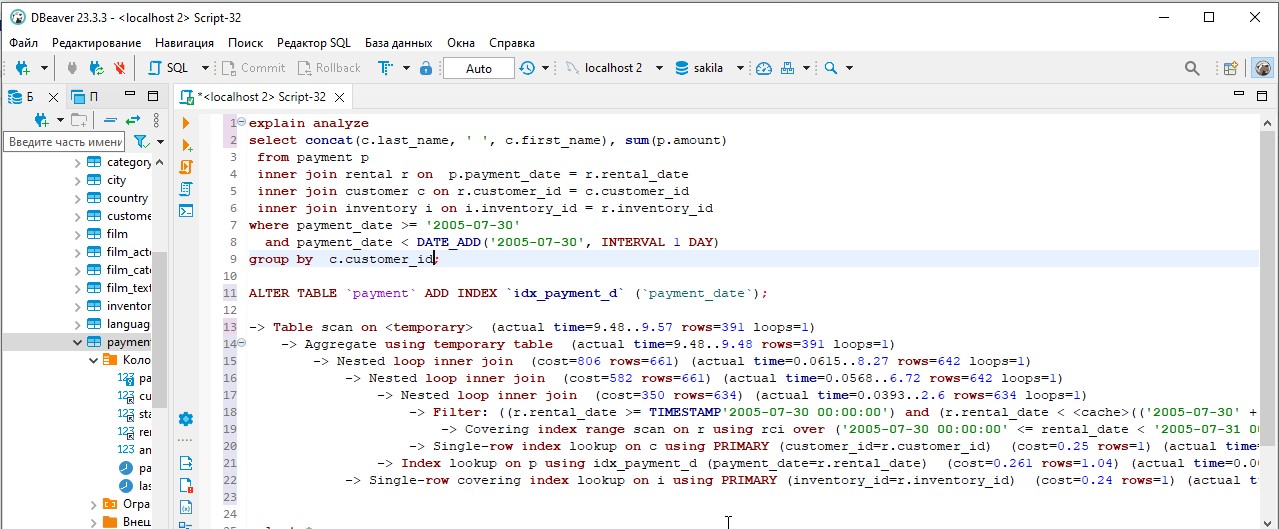 DBeaver 23.3.3 - <localhost 2> Script-32
Файл Редактирование Навигация Поиск Редактор SQL База данных Окна Справка
SQL Commit Rollback Auto localhost 2 sakila
Б П *<localhost 2> Script-32
Введите часть имени
category
city
country
custome
film
film_acto
film_cate
film_text
inventor
languag
paymen
Коло
pa
cu
sta
ren
am
pa
las
Огра
Внеш
1 explain analyze
2 select concat(c.last_name, ' ', c.first_name), sum(p.amount)
3 from payment p
4 inner join rental r on p.payment_date = r.rental_date
5 inner join customer c on r.customer_id = c.customer_id
6 inner join inventory i on i.inventory_id = r.inventory_id
7 where payment_date >= '2005-07-30'
8 and payment_date < DATE_ADD('2005-07-30', INTERVAL 1 DAY)
9 group by c.customer_id;
10
11 ALTER TABLE `payment` ADD INDEX `idx_payment_d` (`payment_date`);
12
13 -> Table scan on <temporary> (actual time=9.48..9.57 rows=391 loops=1)
14 -> Aggregate using temporary table (actual time=9.48..9.48 rows=391 loops=1)
15 -> Nested loop inner join (cost=806 rows=661) (actual time=0.0615..8.27 rows=642 loops=1)
16 -> Nested loop inner join (cost=582 rows=661) (actual time=0.0568..6.72 rows=642 loops=1)
17 -> Nested loop inner join (cost=350 rows=634) (actual time=0.0393..2.6 rows=634 loops=1)
18 -> Filter: ((r.rental_date >= TIMESTAMP'2005-07-30 00:00:00') and (r.rental_date < <cache>(('2005-07-30' +
19 -> Covering index range scan on r using rci over ('2005-07-30 00:00:00' <= rental_date < '2005-07-31 00
20 -> Single-row index lookup on c using PRIMARY (customer_id=r.customer_id) (cost=0.25 rows=1) (actual time=
21 -> Index lookup on p using idx_payment_d (payment_date=r.rental_date) (cost=0.261 rows=1.04) (actual time=0.00
22 -> Single-row covering index lookup on i using PRIMARY (inventory_id=r.inventory_id) (cost=0.24 rows=1) (actual t
23
24